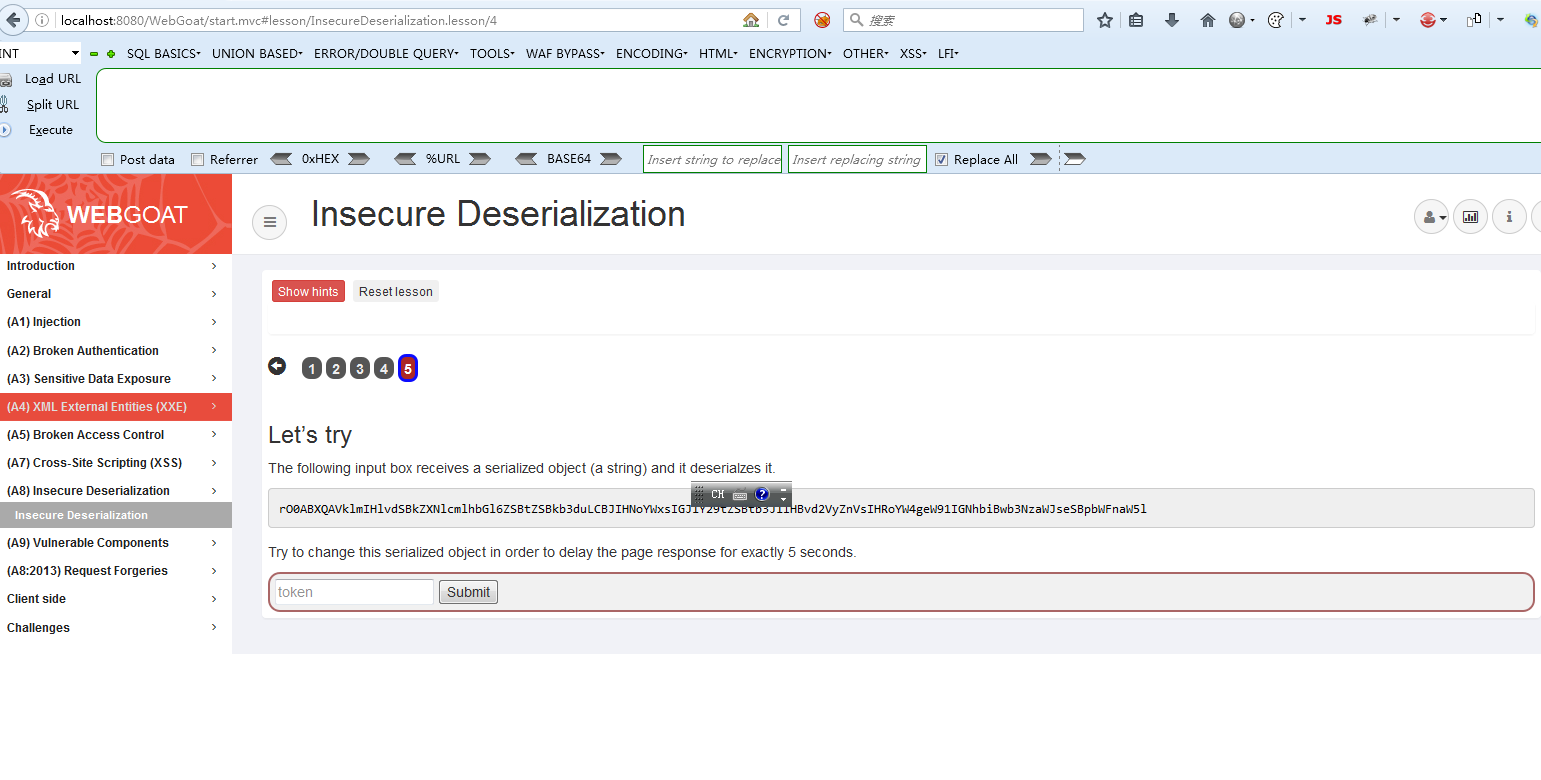 localhost:8080/WebGoat/start.mvc#lesson/InsecureDeserialization.lesson/4
搜索
JS
INT
SQL BASICS
UNION BASED
ERROR/DOUBLE QUERY
TOOLS
WAF BYPASS
ENCODING
HTML
ENCRYPTION
OTHER
XSS
LFI
Load URL
Split URL
Execute
Post data
Referrer
0xHEX
%URL
BASE64
Insert string to replace
Insert replacing string
Replace All
WEBGOAT
Insecure Deserialization
Introduction
General
(A1) Injection
(A2) Broken Authentication
(A3) Sensitive Data Exposure
(A4) XML External Entities (XXE)
(A5) Broken Access Control
(A7) Cross-Site Scripting (XSS)
(A8) Insecure Deserialization
Insecure Deserialization
(A9) Vulnerable Components
(A8:2013) Request Forgeries
Client side
Challenges
Show hints
Reset lesson
1 2 3 4 5
Let's try
The following input box receives a serialized object (a string) and it deserialzes it.
CH
Try to change this serialized object in order to delay the page response for exactly 5 seconds.
token
Submit